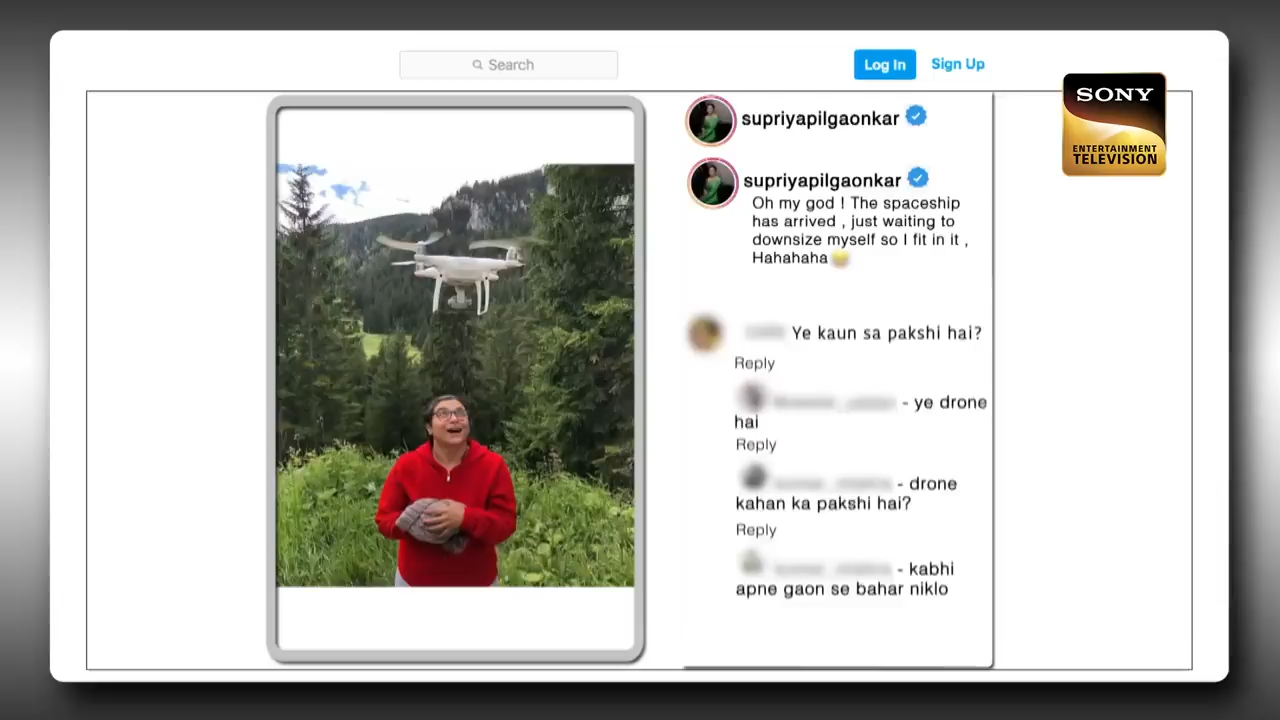 Search
Log In
Sign Up
SONY
ENTERTAINMENT
TELEVISION
supriyapilgaonkar
supriyapilgaonkar
Oh my god ! The spaceship
has arrived , just waiting to
downsize myself so I fit in it ,
Hahahaha
Ye kaun sa pakshi hai?
Reply
- ye drone
hai
Reply
- drone
kahan ka pakshi hai?
Reply
- kabhi
apne gaon se bahar niklo